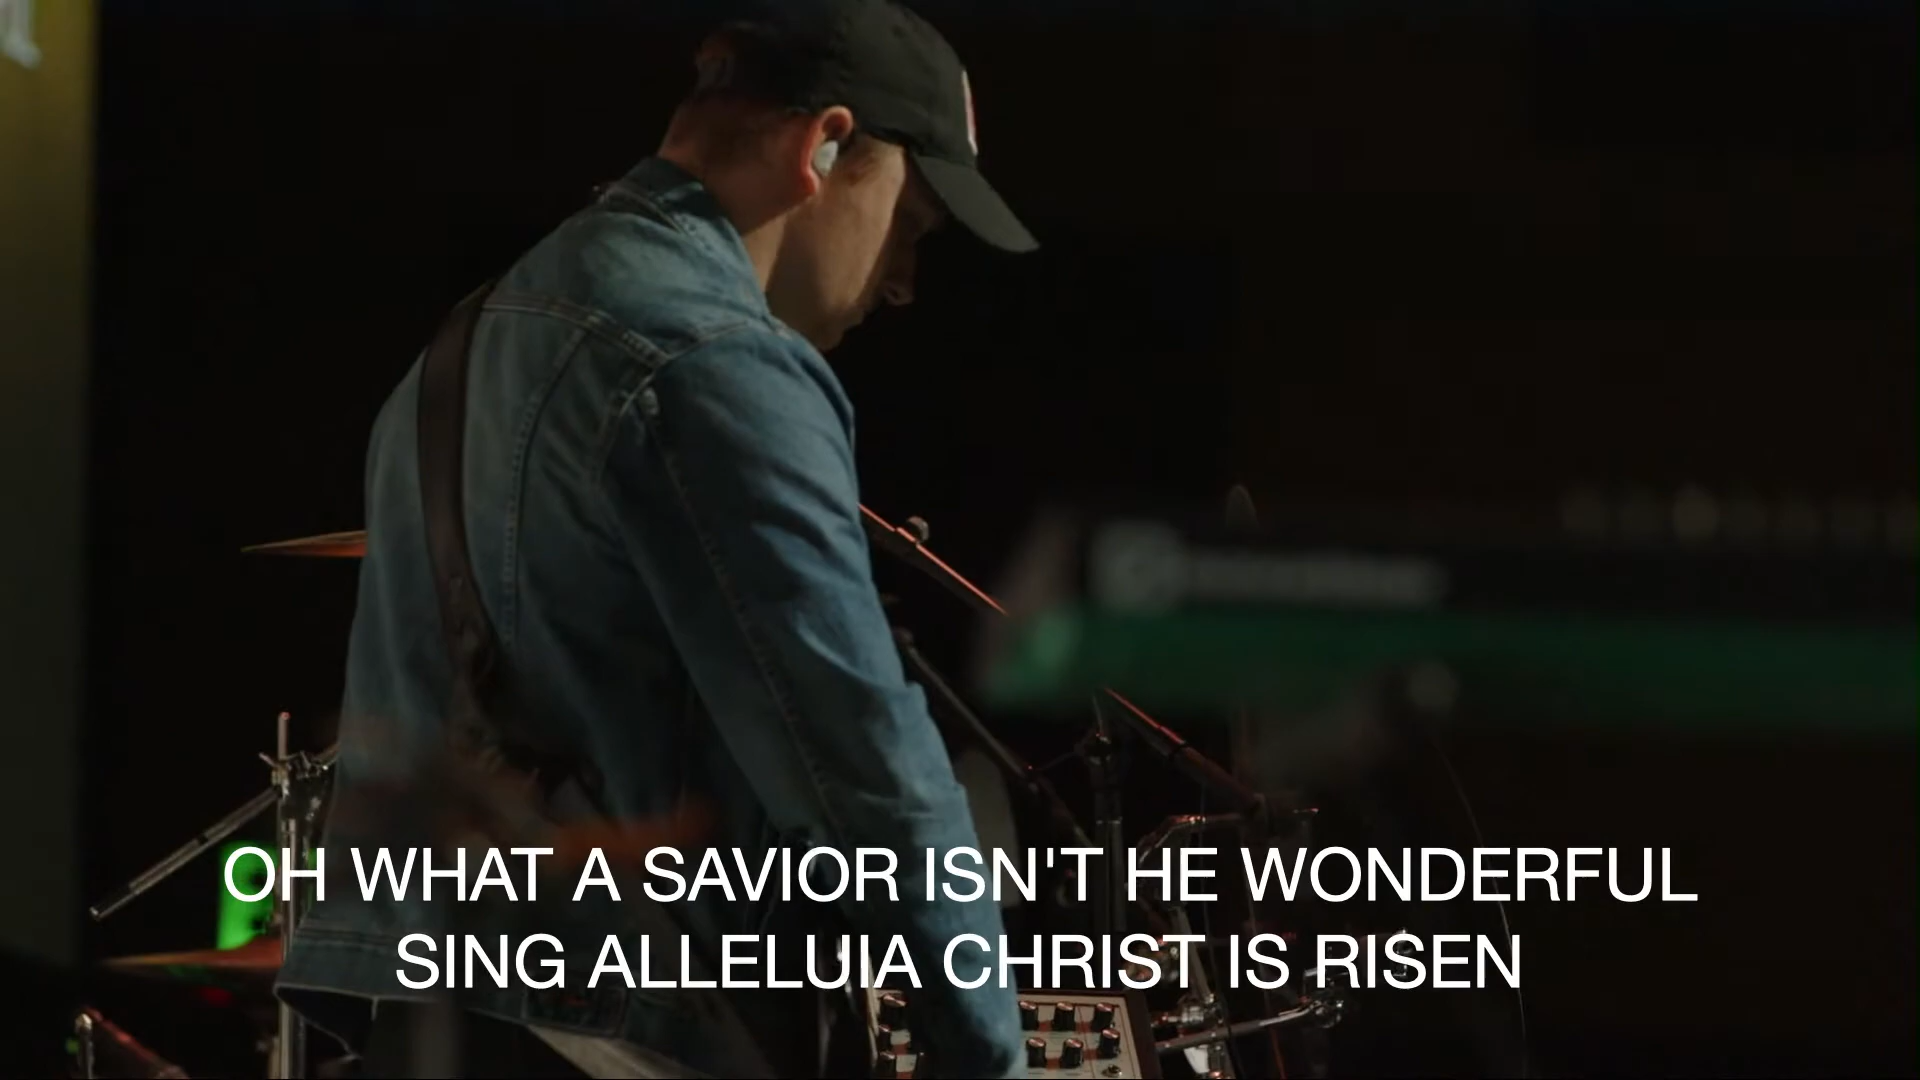 OH WHAT A SAVIOR ISN'T HE WONDERFUL
SING ALLELUIA CHRIST IS RISEN